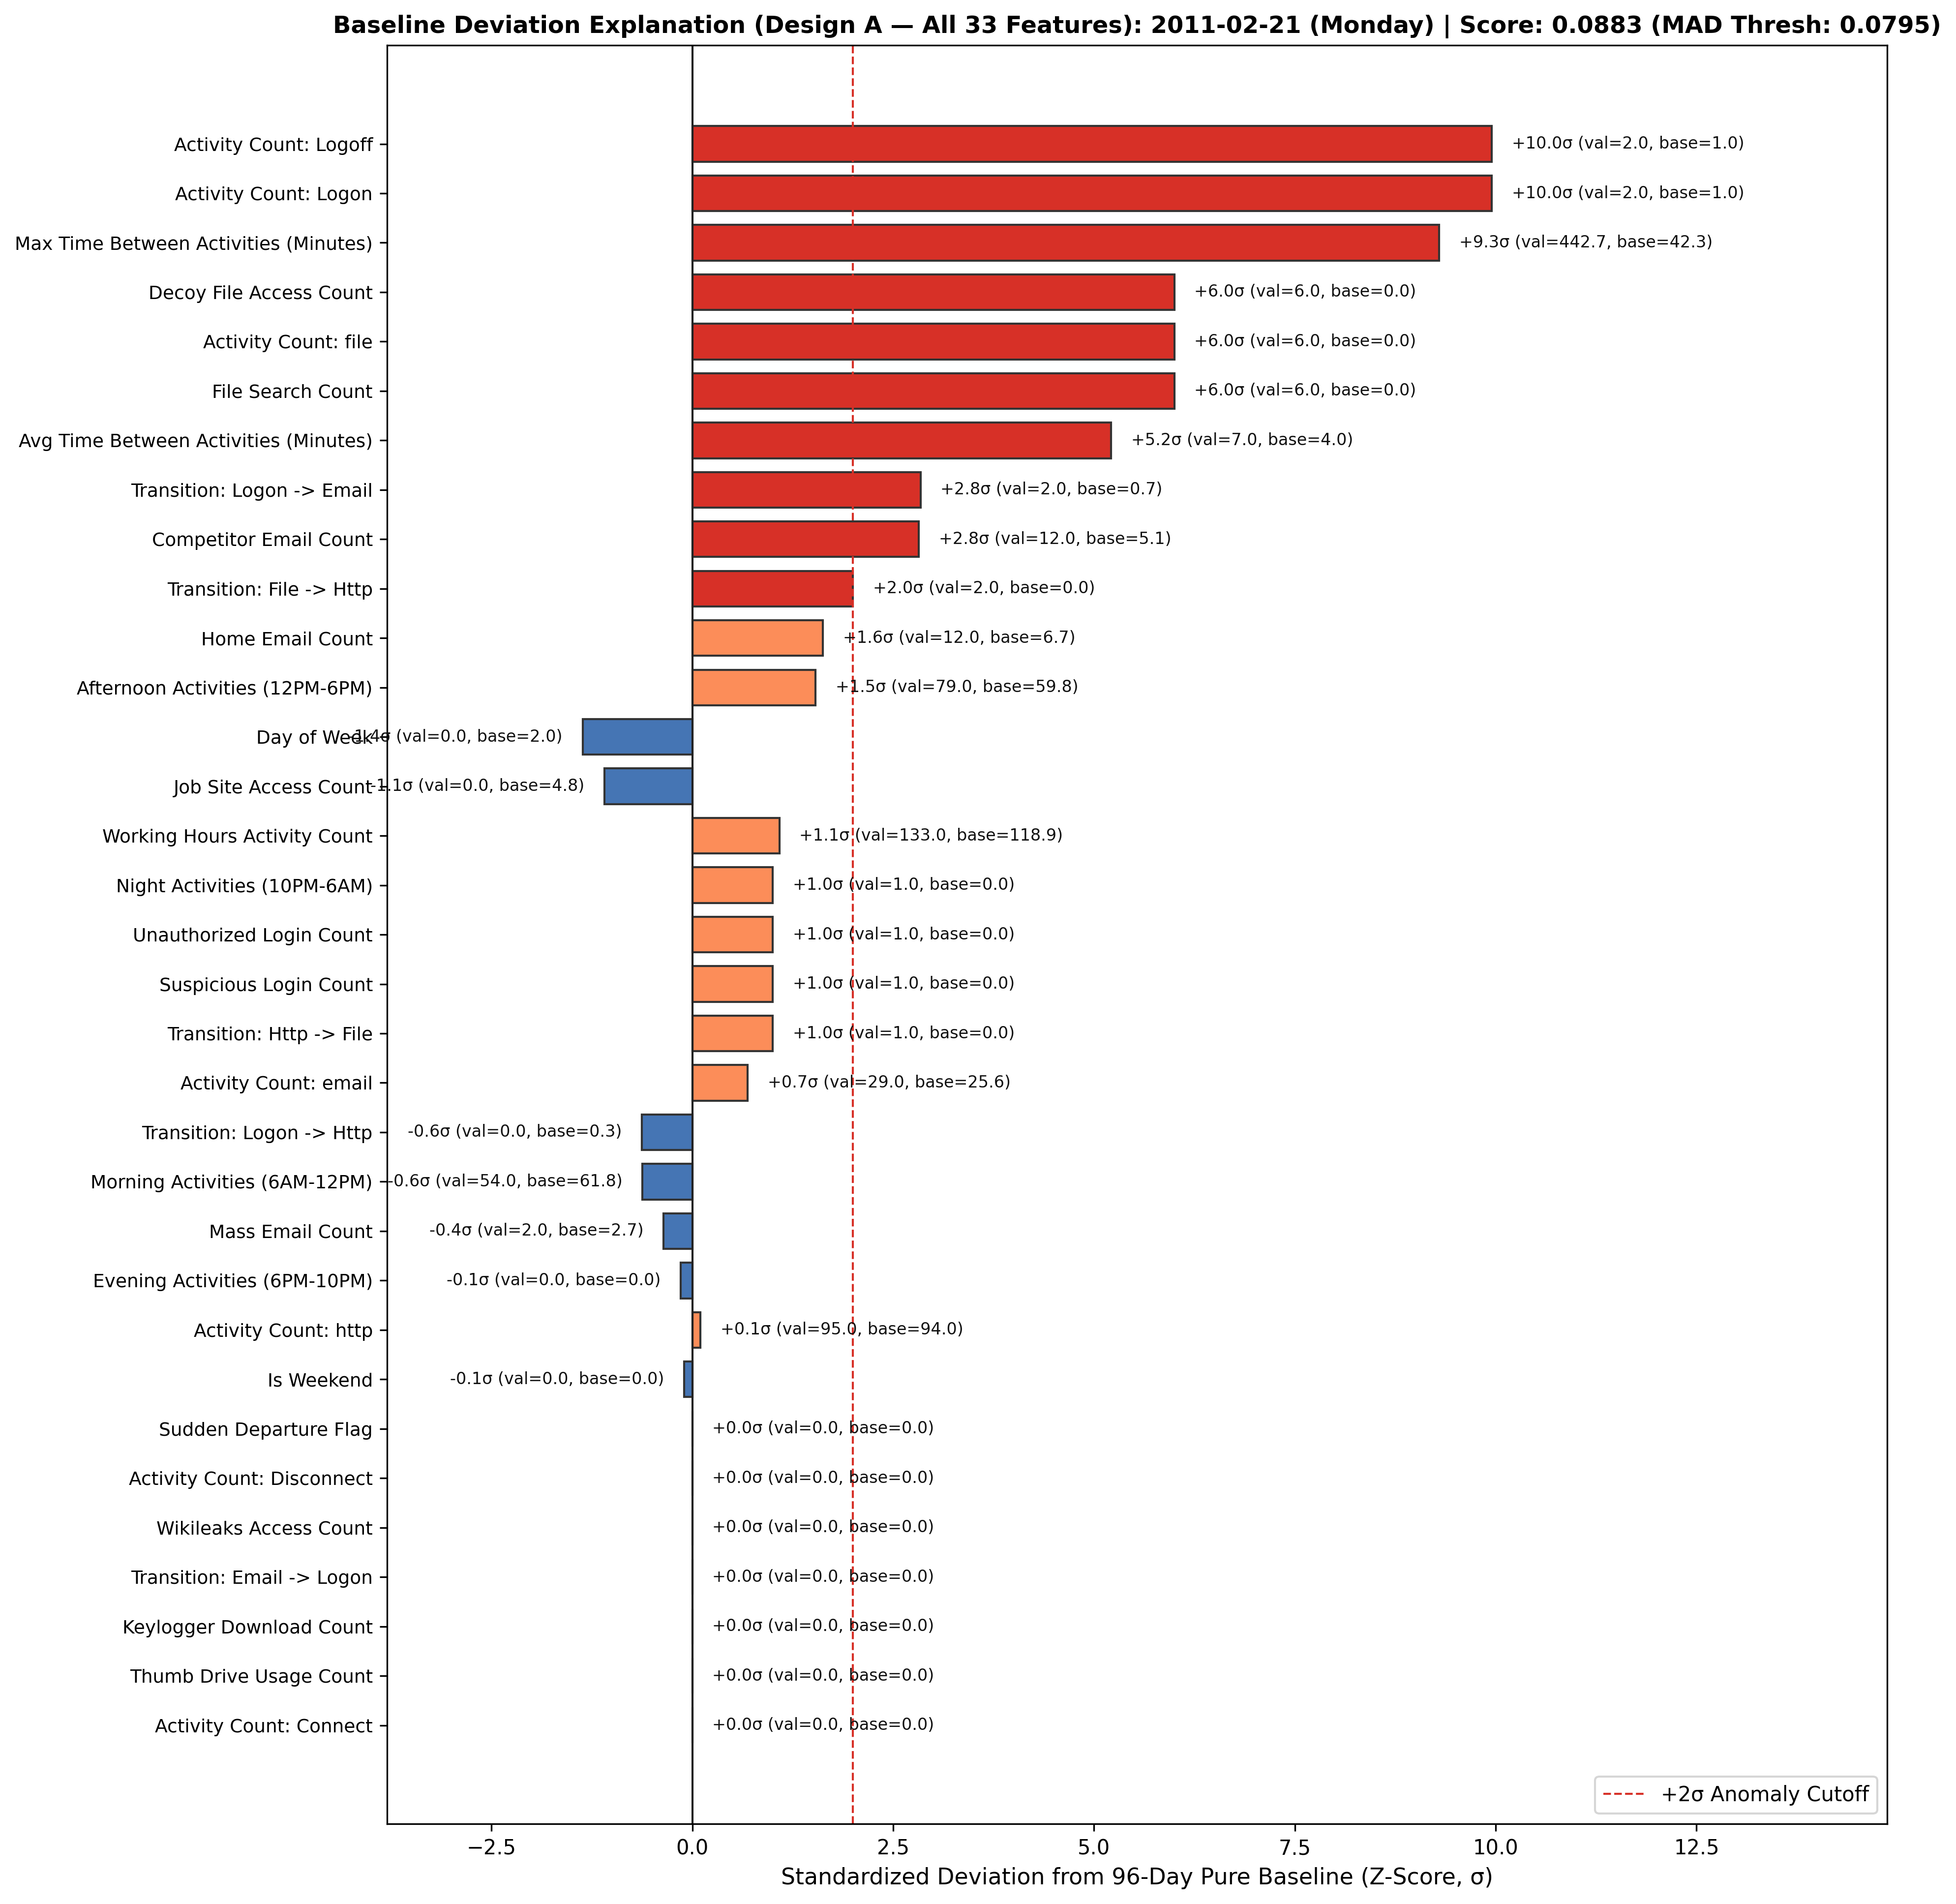 Baseline Deviation Explanation (Design A — All 33 Features): 2011-02-21 (Monday) | Score: 0.0883 (MAD Thresh: 0.0795)
Activity Count: Logoff +10.0σ (val=2.0, base=1.0)
Activity Count: Logon +10.0σ (val=2.0, base=1.0)
Max Time Between Activities (Minutes) +9.3σ (val=442.7, base=42.3)
Decoy File Access Count +6.0σ (val=6.0, base=0.0)
Activity Count: file +6.0σ (val=6.0, base=0.0)
File Search Count +6.0σ (val=6.0, base=0.0)
Avg Time Between Activities (Minutes) +5.2σ (val=7.0, base=4.0)
Transition: Logon -> Email +2.8σ (val=2.0, base=0.7)
Competitor Email Count +2.8σ (val=12.0, base=5.1)
Transition: File -> Http +2.0σ (val=2.0, base=0.0)
Home Email Count +1.6σ (val=12.0, base=6.7)
Afternoon Activities (12PM-6PM) +1.5σ (val=79.0, base=59.8)
Day of Week -1.4σ (val=0.0, base=2.0)
Job Site Access Count -1.1σ (val=0.0, base=4.8)
Working Hours Activity Count +1.1σ (val=133.0, base=118.9)
Night Activities (10PM-6AM) +1.0σ (val=1.0, base=0.0)
Unauthorized Login Count +1.0σ (val=1.0, base=0.0)
Suspicious Login Count +1.0σ (val=1.0, base=0.0)
Transition: Http -> File +1.0σ (val=1.0, base=0.0)
Activity Count: email +0.7σ (val=29.0, base=25.6)
Transition: Logon -> Http -0.6σ (val=0.0, base=0.3)
Morning Activities (6AM-12PM) -0.6σ (val=54.0, base=61.8)
Mass Email Count -0.4σ (val=2.0, base=2.7)
Evening Activities (6PM-10PM) -0.1σ (val=0.0, base=0.0)
Activity Count: http +0.1σ (val=95.0, base=94.0)
Is Weekend -0.1σ (val=0.0, base=0.0)
Sudden Departure Flag +0.0σ (val=0.0, base=0.0)
Activity Count: Disconnect +0.0σ (val=0.0, base=0.0)
Wikileaks Access Count +0.0σ (val=0.0, base=0.0)
Transition: Email -> Logon +0.0σ (val=0.0, base=0.0)
Keylogger Download Count +0.0σ (val=0.0, base=0.0)
Thumb Drive Usage Count +0.0σ (val=0.0, base=0.0)
Activity Count: Connect +0.0σ (val=0.0, base=0.0)
+2σ Anomaly Cutoff
−2.5 0.0 2.5 5.0 7.5 10.0 12.5
Standardized Deviation from 96-Day Pure Baseline (Z-Score, σ)